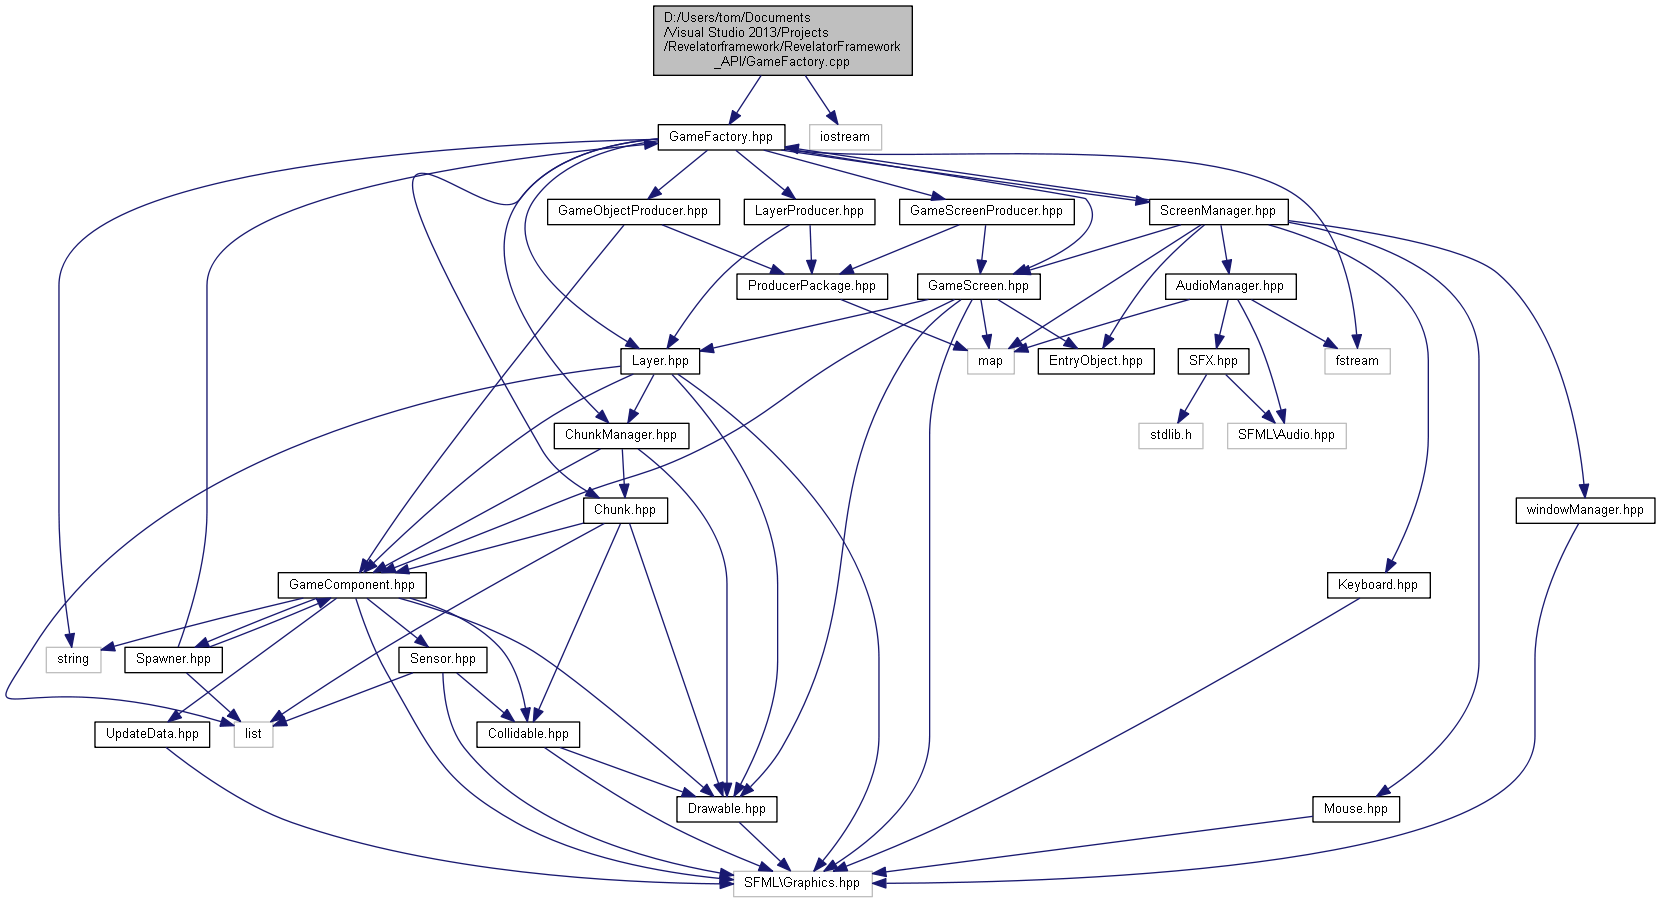 D:/Users/tom/Documents
/Visual Studio 2013/Projects
/Revelatorframework/RevelatorFramework
_API/GameFactory.cpp
GameFactory.hpp
iostream
GameObjectProducer.hpp
LayerProducer.hpp
GameScreenProducer.hpp
ScreenManager.hpp
ProducerPackage.hpp
GameScreen.hpp
AudioManager.hpp
Layer.hpp
map
EntryObject.hpp
SFX.hpp
fstream
ChunkManager.hpp
stdlib.h
SFML\Audio.hpp
Chunk.hpp
windowManager.hpp
GameComponent.hpp
Keyboard.hpp
string
Spawner.hpp
Sensor.hpp
UpdateData.hpp
list
Collidable.hpp
Drawable.hpp
Mouse.hpp
SFML\Graphics.hpp